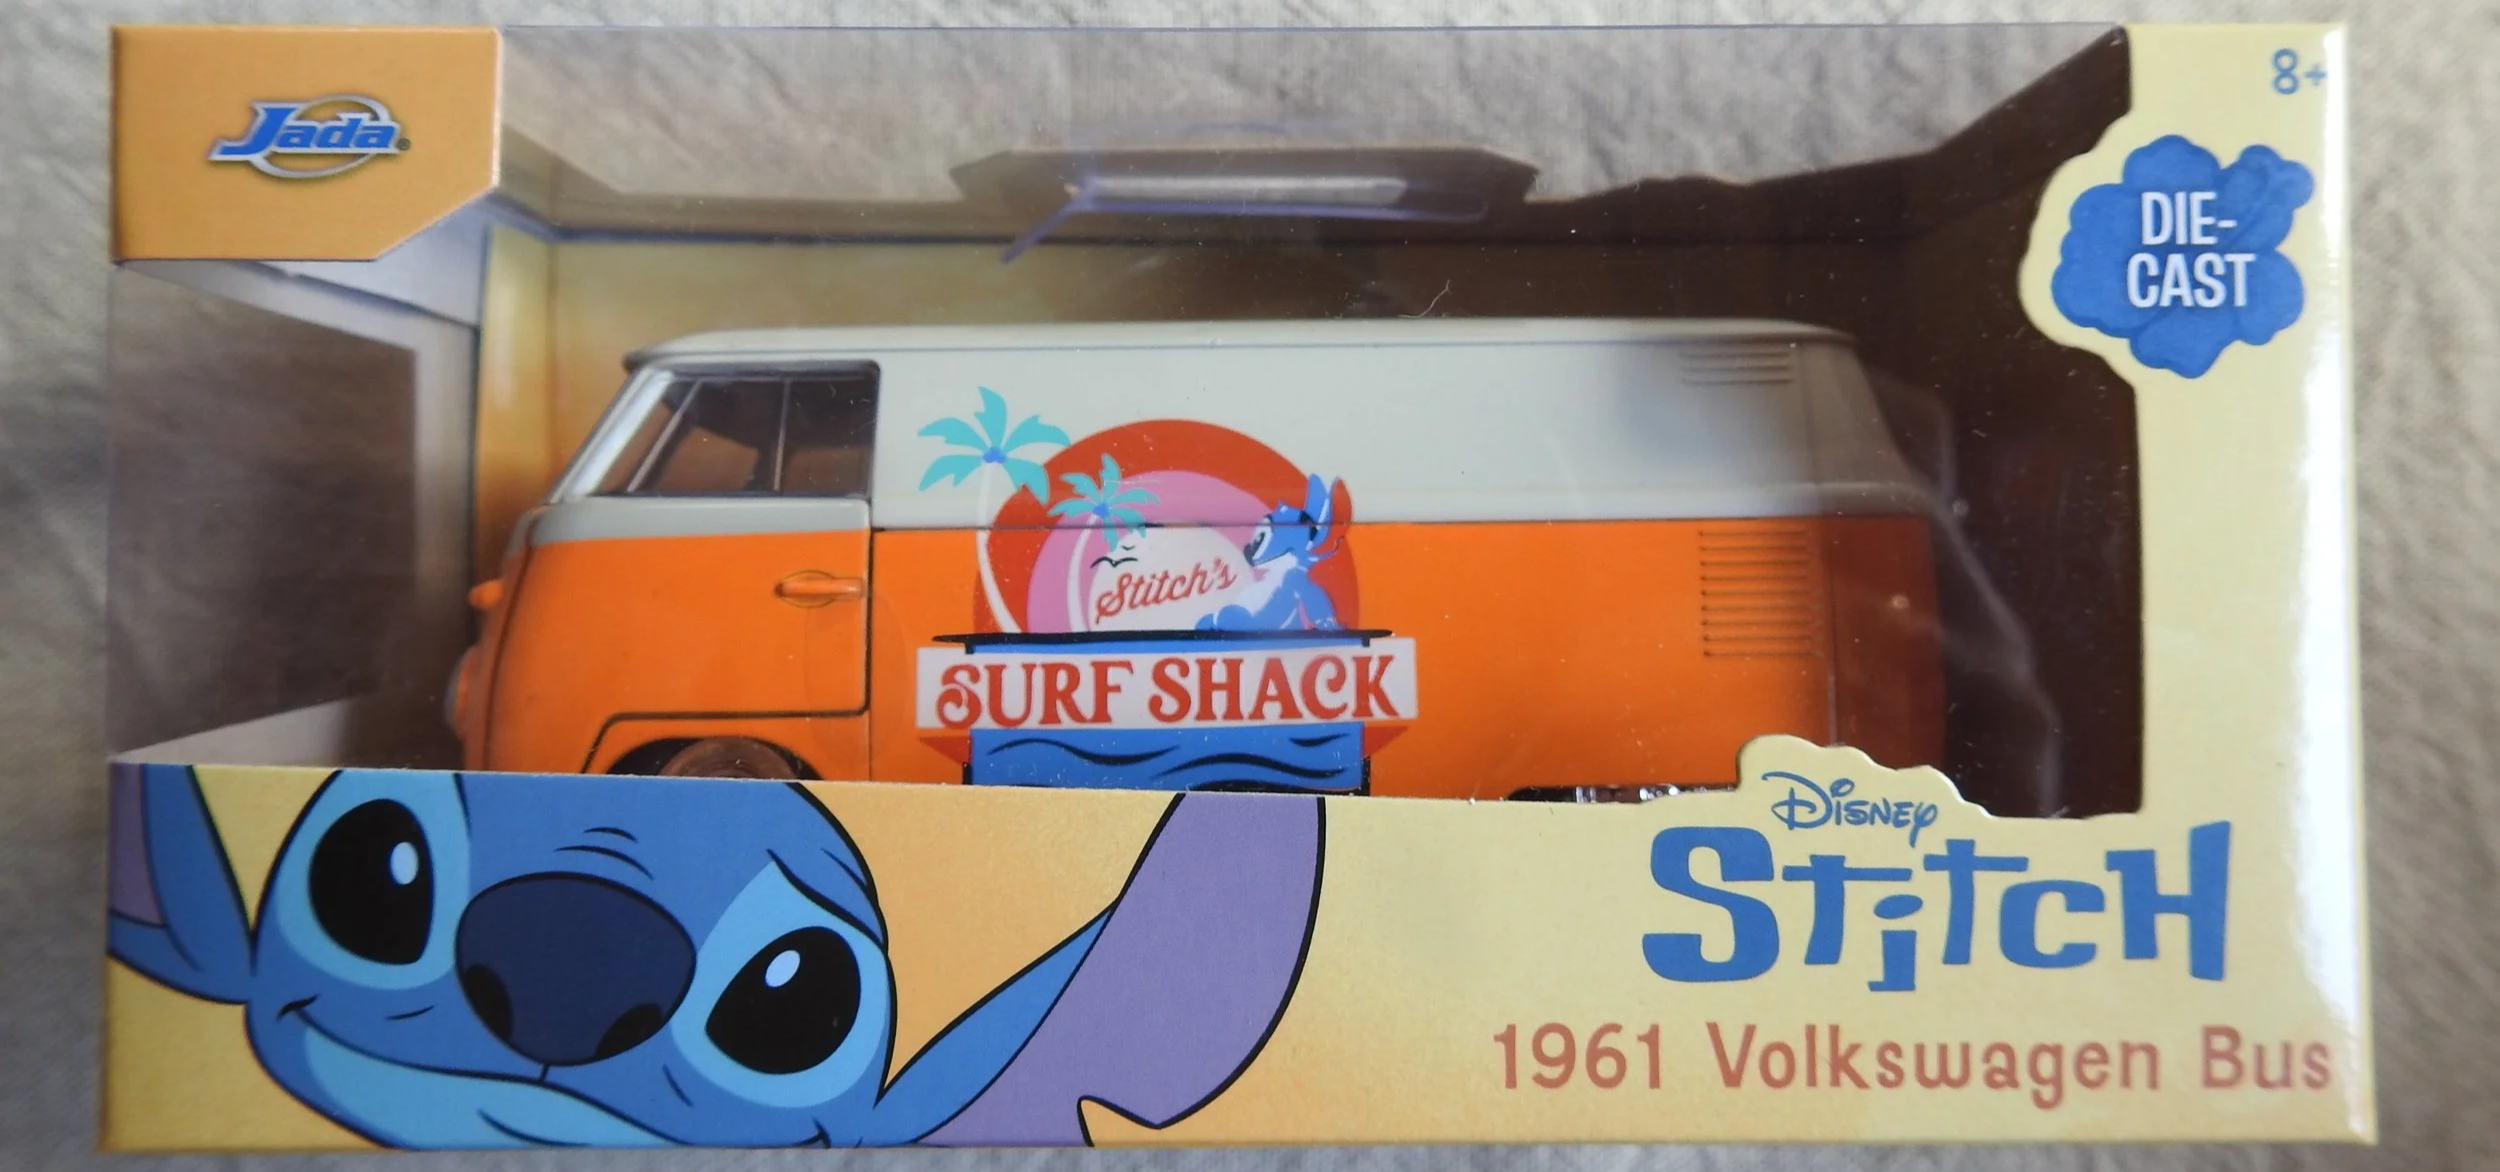 Jada
8+
DIE-
CAST
Stitch's
SURF SHACK
Disney
Stitch
1961 Volkswagen Bus